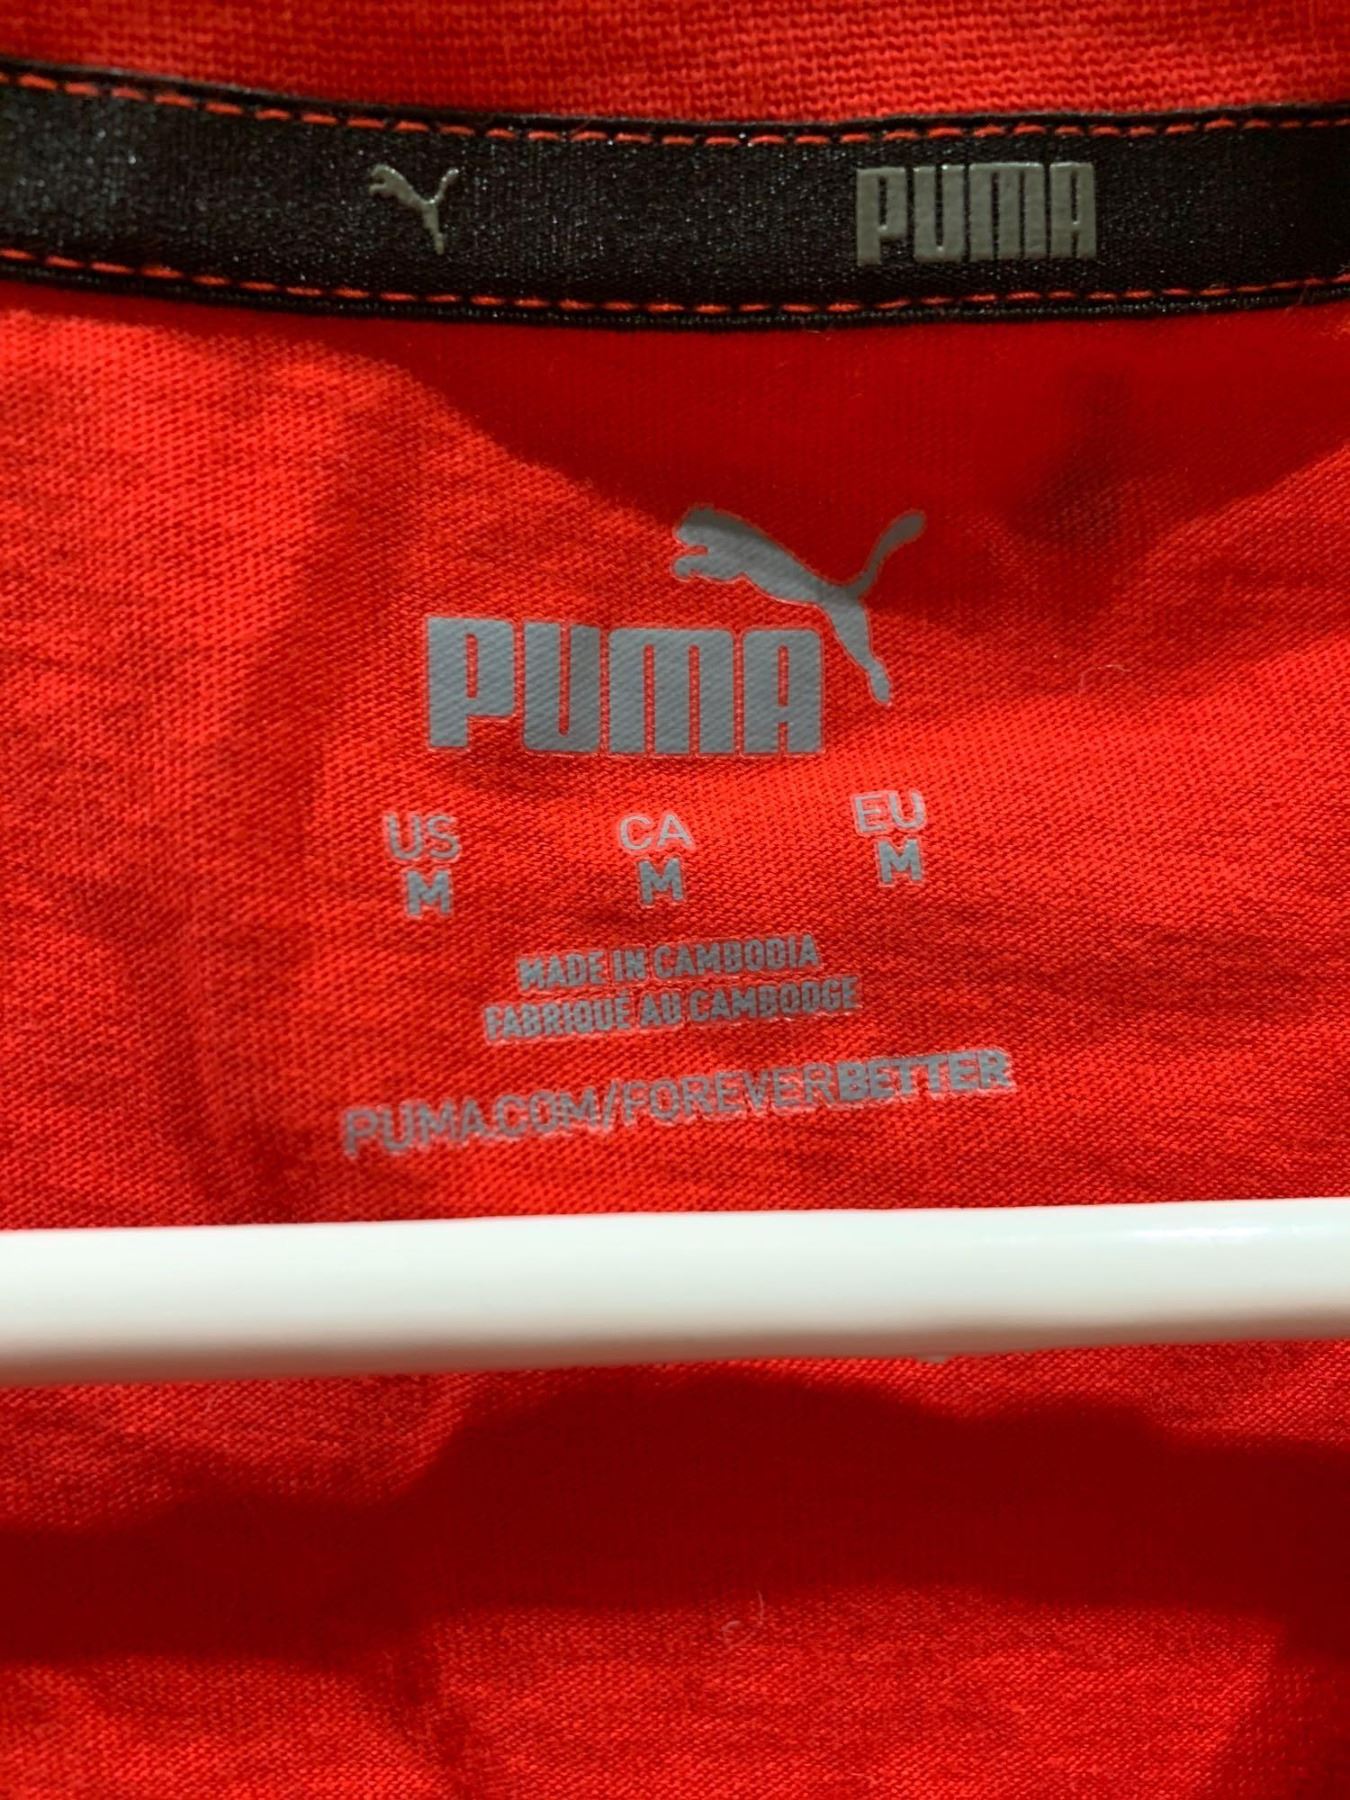 PUMA
PUMA
US CA EU
M M M
MADE IN CAMBODIA
FABRIQUÉ AU CAMBODGE
PUMA.COM/FOREVERBETTER